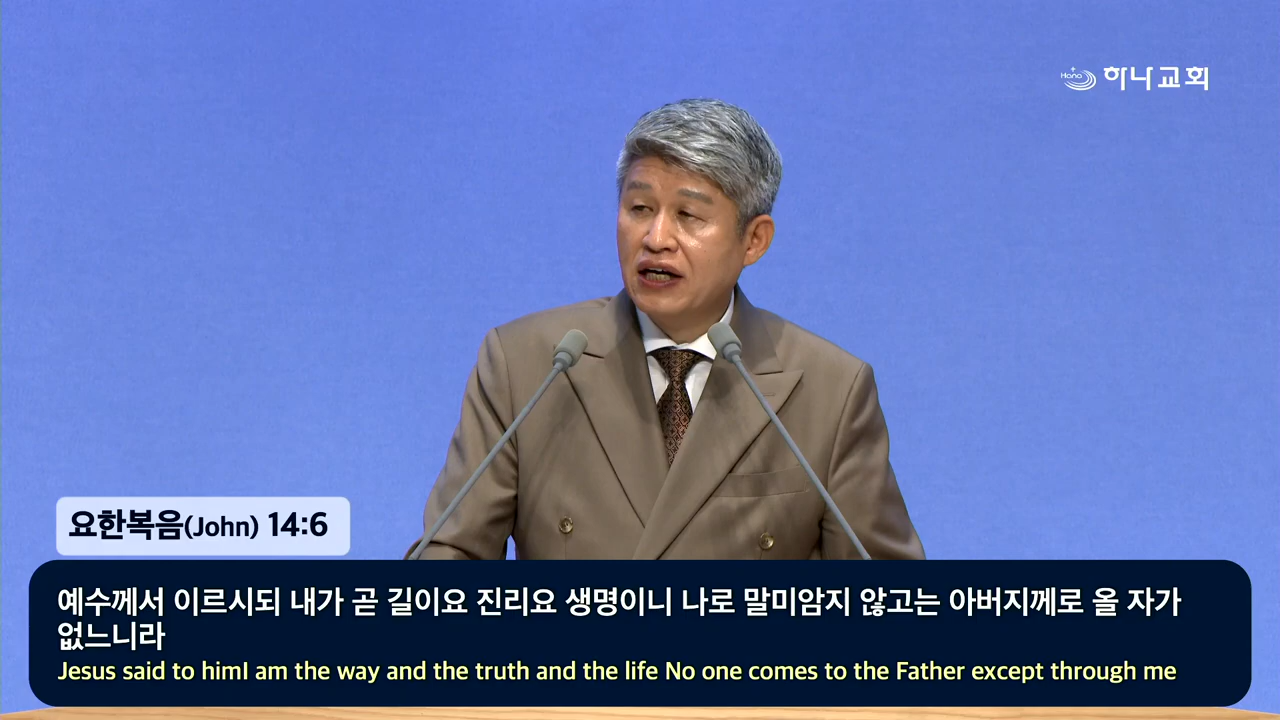 Hana 하나교회
요한복음(John) 14:6
예수께서 이르시되 내가 곧 길이요 진리요 생명이니 나로 말미암지 않고는 아버지께로 올 자가
없느니라
Jesus said to himI am the way and the truth and the life No one comes to the Father except through me